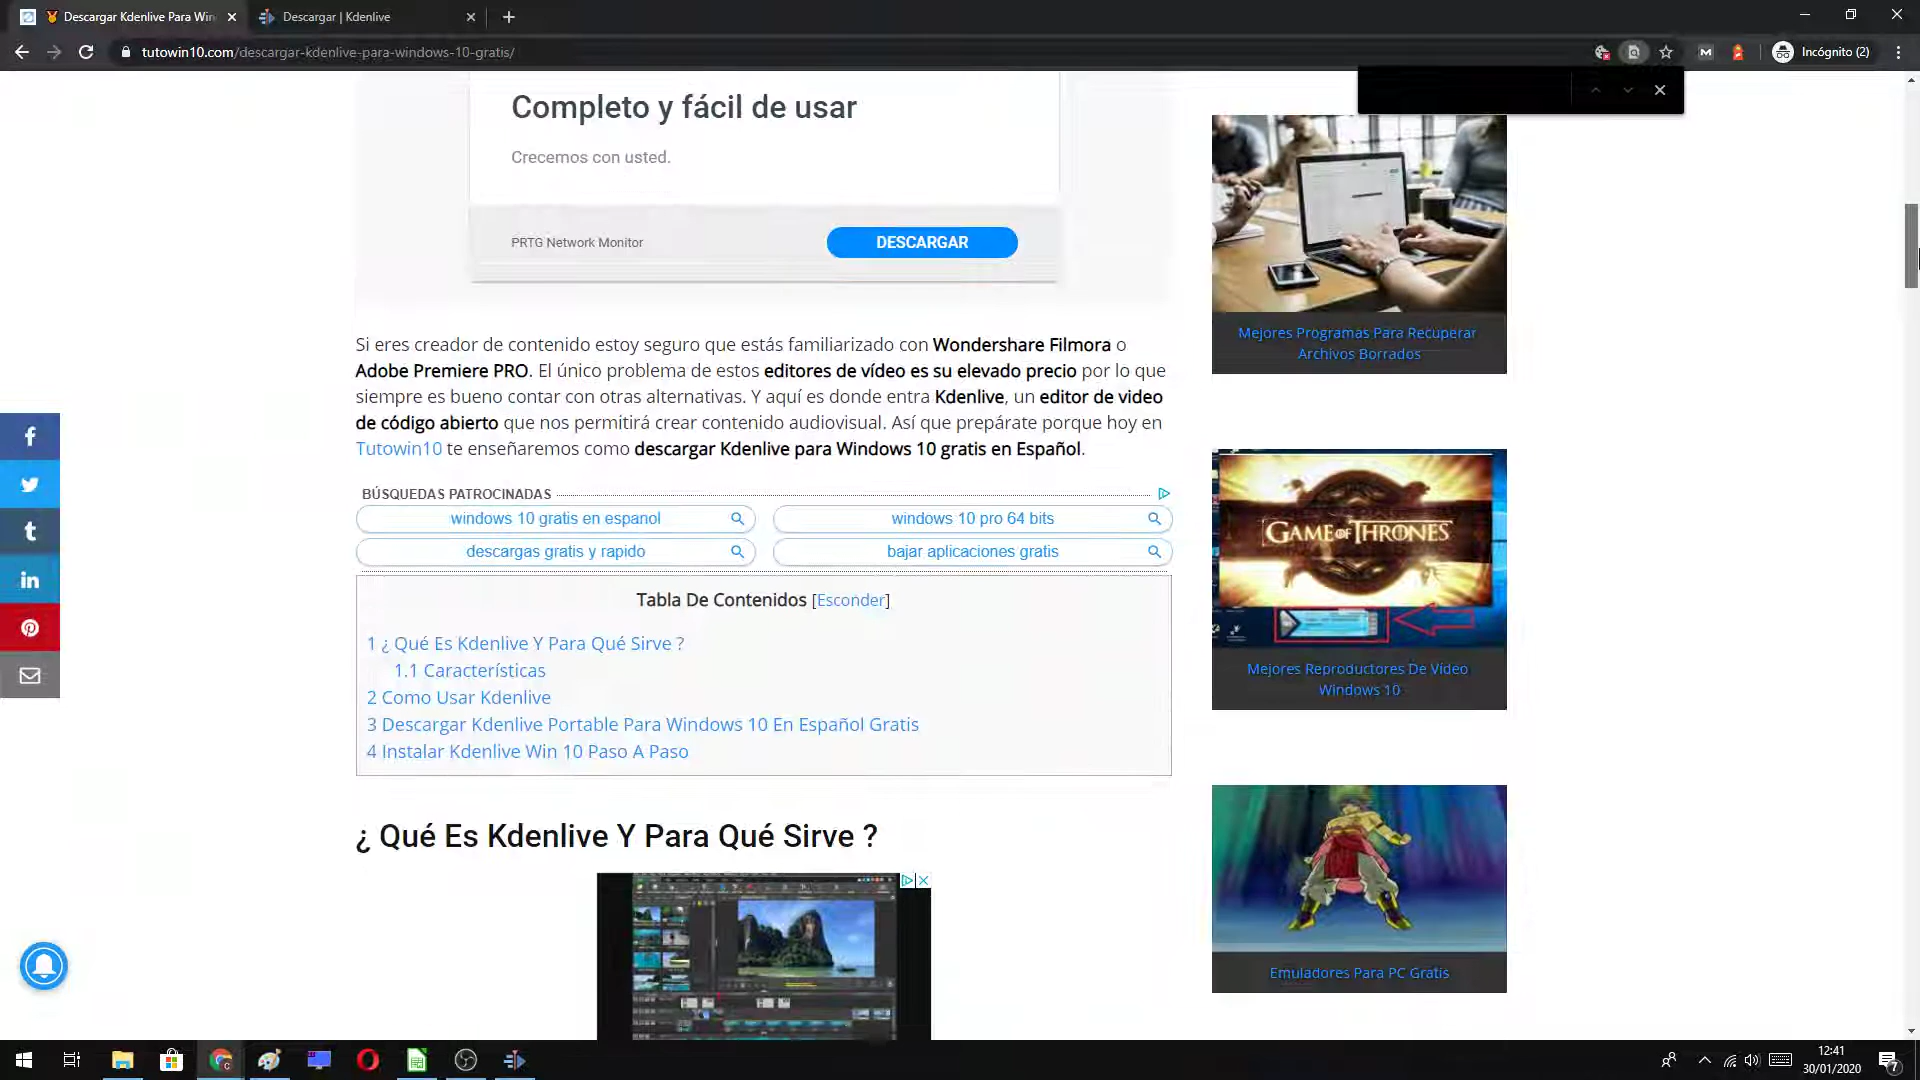 Descargar Kdenlive Para Win
Descargar | Kdenlive
tutowin10.com/descargar-kdenlive-para-windows-10-gratis/
Incógnito (2)
Completo y fácil de usar
Crecemos con usted.
PRTG Network Monitor
DESCARGAR
Si eres creador de contenido estoy seguro que estás familiarizado con Wondershare Filmora o
Adobe Premiere PRO. El único problema de estos editores de vídeo es su elevado precio por lo que
siempre es bueno contar con otras alternativas. Y aquí es donde entra Kdenlive, un editor de video
de código abierto que nos permitirá crear contenido audiovisual. Así que prepárate porque hoy en
Tutowin10 te enseñaremos como descargar Kdenlive para Windows 10 gratis en Español.
BÚSQUEDAS PATROCINADAS
windows 10 gratis en espanol
windows 10 pro 64 bits
descargas gratis y rapido
bajar aplicaciones gratis
Tabla De Contenidos [Esconder]
1 ¿ Qué Es Kdenlive Y Para Qué Sirve ?
1.1 Características
2 Como Usar Kdenlive
3 Descargar Kdenlive Portable Para Windows 10 En Español Gratis
4 Instalar Kdenlive Win 10 Paso A Paso
¿ Qué Es Kdenlive Y Para Qué Sirve ?
Mejores Programas Para Recuperar
Archivos Borrados
GAME OF THRONES
Mejores Reproductores De Vídeo
Windows 10
Emuladores Para PC Gratis
12:41
30/01/2020
7